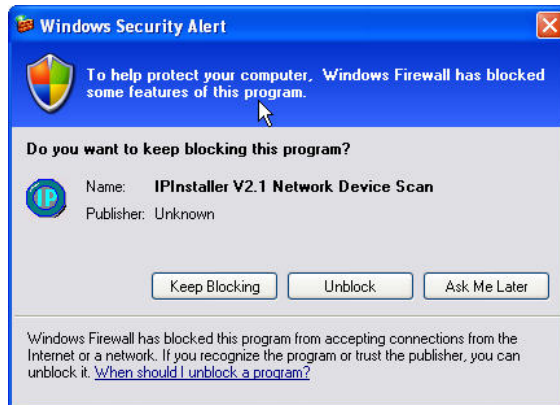 Windows Security Alert
To help protect your computer, Windows Firewall has blocked
some features of this program.
Do you want to keep blocking this program?
IP
Name: IPInstaller V2.1 Network Device Scan
Publisher: Unknown
Keep Blocking Unblock Ask Me Later
Windows Firewall has blocked this program from accepting connections from the
Internet or a network. If you recognize the program or trust the publisher, you can
unblock it. When should I unblock a program?